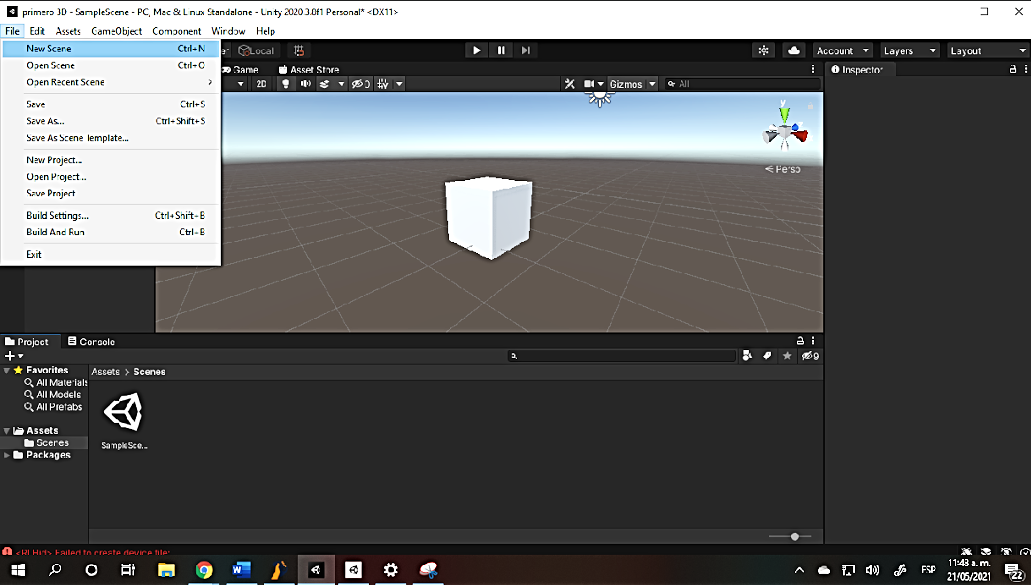 primero 3D - SampleScene - PC, Mac & Linux Standalone - Unity 2020.3.0f1 Personal* <DX11>
File Edit Assets GameObject Component Window Help
New Scene Ctrl+N
Open Scene Ctrl+O
Open Recent Scene >
Save Ctrl+S
Save As... Ctrl+Shift+S
Save As Scene Template...
New Project...
Open Project...
Save Project
Build Settings... Ctrl+Shift+B
Build And Run Ctrl+B
Exit
Local
Account Layers Layout
Game Asset Store
Inspector
2D 0 Gizmos All
y
< Persp
Project Console
9
Favorites
All Materials
All Models
All Prefabs
Assets
Scenes
Packages
Assets > Scenes
SampleSce...
Failed to create device file:
W
ESP
11:43 a. m.
21/05/2021
22